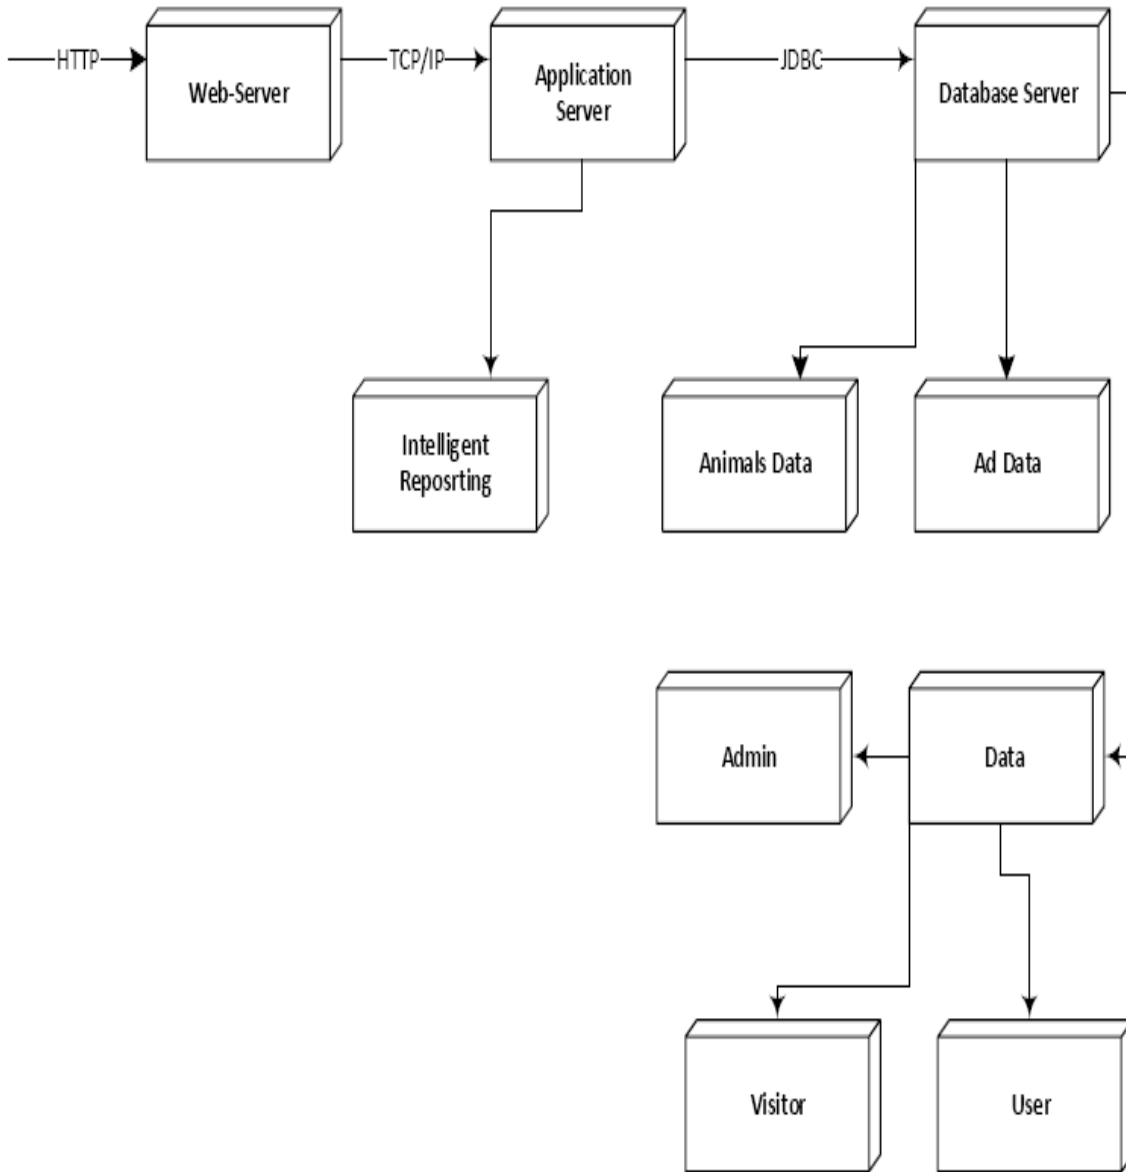 HTTP
Web-Server
TCP/IP
Application
Server
JDBC
Database Server
Intelligent
Reposrting
Animals Data
Ad Data
Admin
Data
Visitor
User